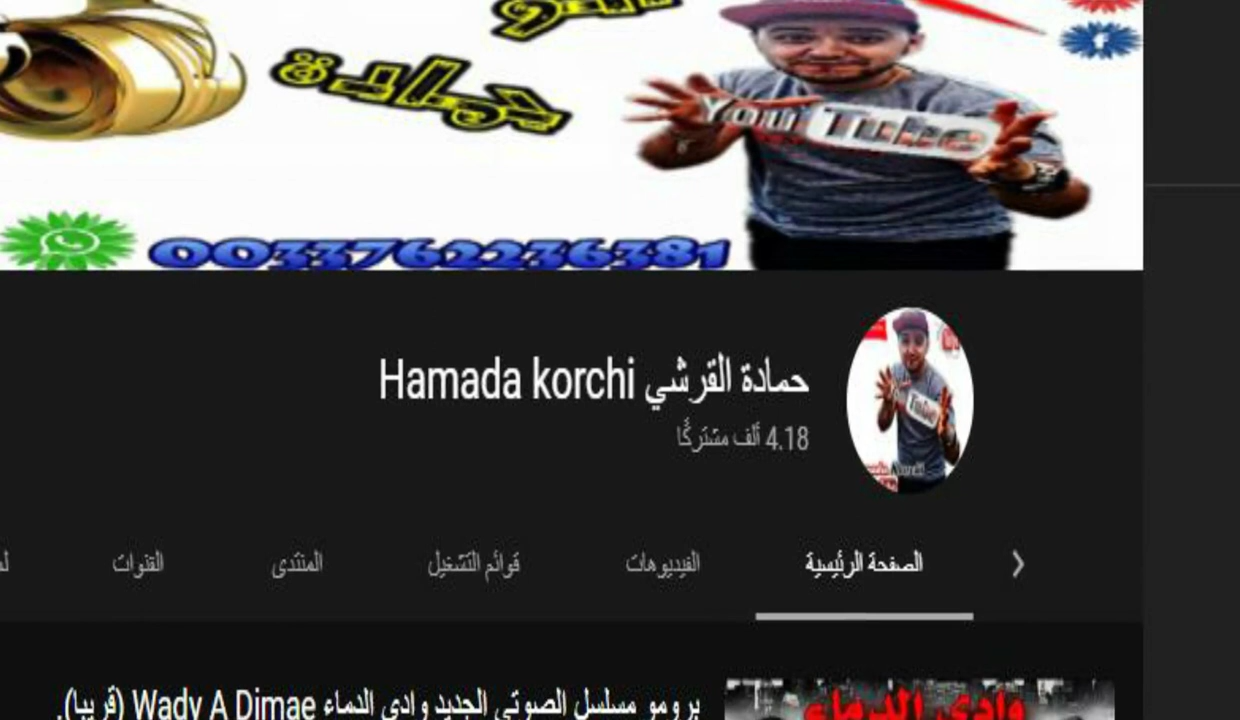 حمادة
You Tube
0033762236381
حمادة القرشي Hamada korchi
4.18 ألف مشتركًا
الصفحة الرئيسية الفيديوهات قوائم التشغيل المنتدى القنوات
برومو مسلسل الصوتي الجديد وادي الدماء Wady A Dimae (قريبا).
وادي الدماء